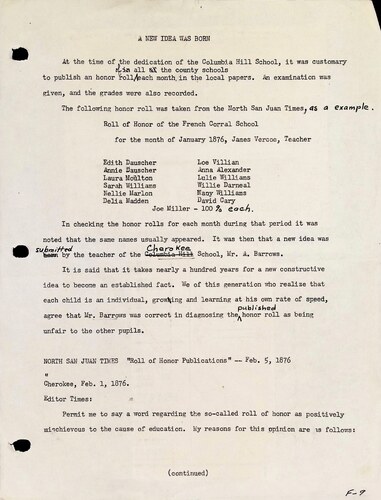 A NEW IDEA WAS BORN
At the time of the dedication of the Columbia Hill School, it was customary
also all the county schools
to publish an honor roll each month in the local papers. An examination was
given, and the grades were also recorded.
The following honor roll was taken from the North San Juan Times, as a example.
Roll of Honor of the French Corral School
for the month of January 1876, James Vercoe, Teacher
Edith Dauscher Loe Villian
Annie Dauscher Anna Alexander
Laura Moulton Lulie Williams
Sarah Williams Willie Darneal
Nellie Harlon Many Williams
Delia Madden David Gary
Joe Miller - 100 % each.
In checking the honor rolls for each month during that period it was
noted that the same names usually appeared. It was then that a new idea was
submitted Cherokee
by the teacher of the Columbia Hill School, Mr. A. Barrows.
It is said that it takes nearly a hundred years for a new constructive
idea to become an established fact. We of this generation who realize that
each child is an individual, growing and learning at his own rate of speed,
published
agree that Mr. Barrows was correct in diagnosing the honor roll as being
unfair to the other pupils.
NORTH SAN JUAN TIMES "Roll of Honor Publications" -- Feb. 5, 1876
"
Cherokee, Feb. 1, 1876.
Editor Times:
Permit me to say a word regarding the so-called roll of honor as positively
mischievous to the cause of education. My reasons for this opinion are as follows:
(continued)
F-9